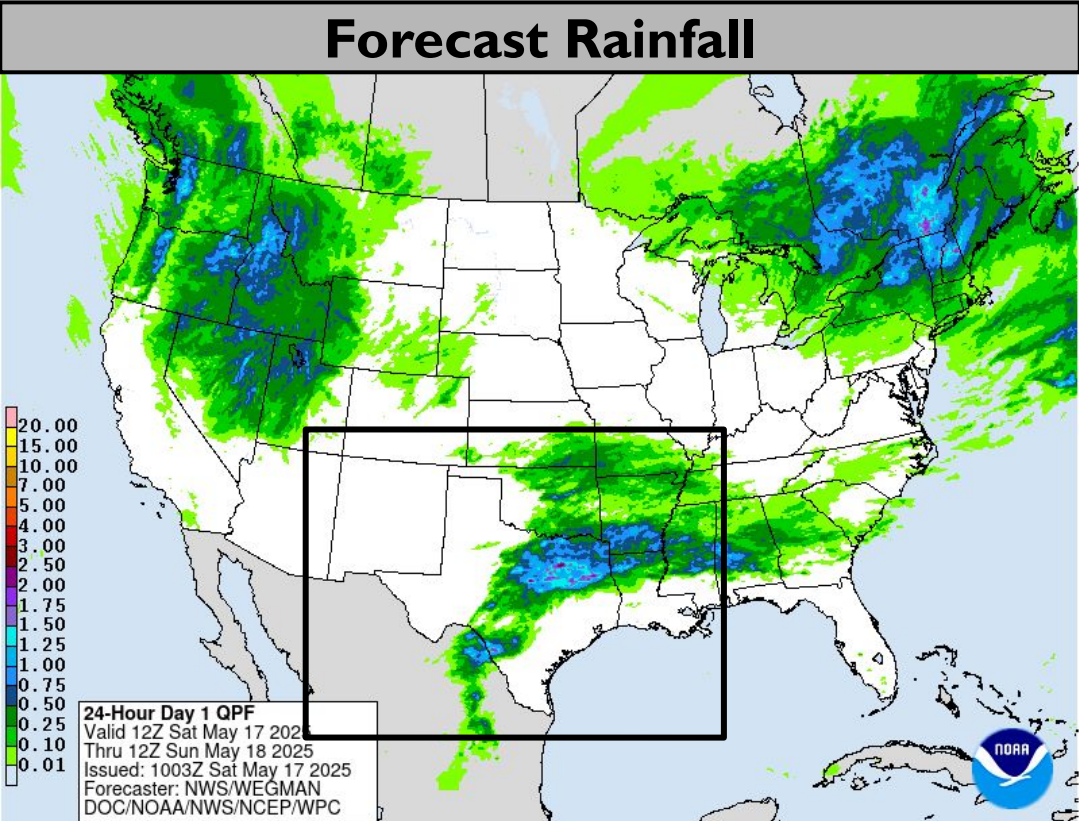 Forecast Rainfall
20.00
15.00
10.00
7.00
5.00
4.00
3.00
2.50
2.00
1.75
1.50
1.25
1.00
0.75
0.50
0.25
0.10
0.01
24-Hour Day 1 QPF
Valid 12Z Sat May 17 2025
Thru 12Z Sun May 18 2025
Issued: 1003Z Sat May 17 2025
Forecaster: NWS/WEGMAN
DOC/NOAA/NWS/NCEP/WPC
NOAA